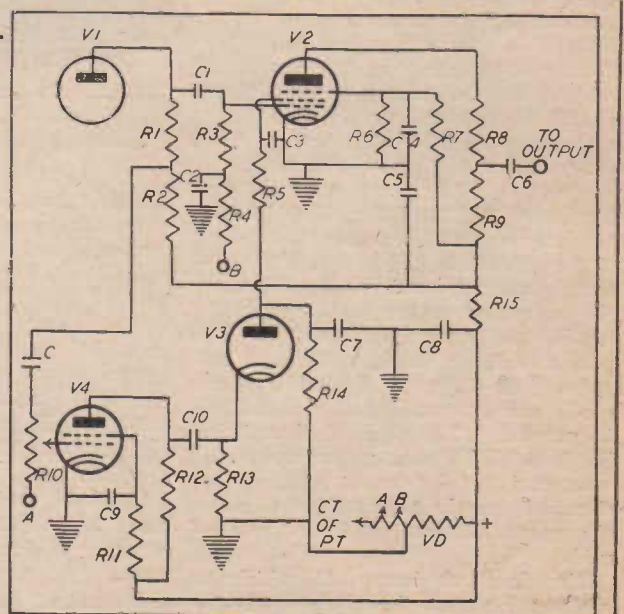 V1
V2
C1
R1
R3
C3
R6
C4
R7
R8
TO
OUTPUT
C6
C2
R2
R4
R5
C5
R9
B
R15
V3
C
V4
C7
C8
C10
R14
R10
R12
R13
A
C9
R11
CT
OF
PT
A B
VD
+